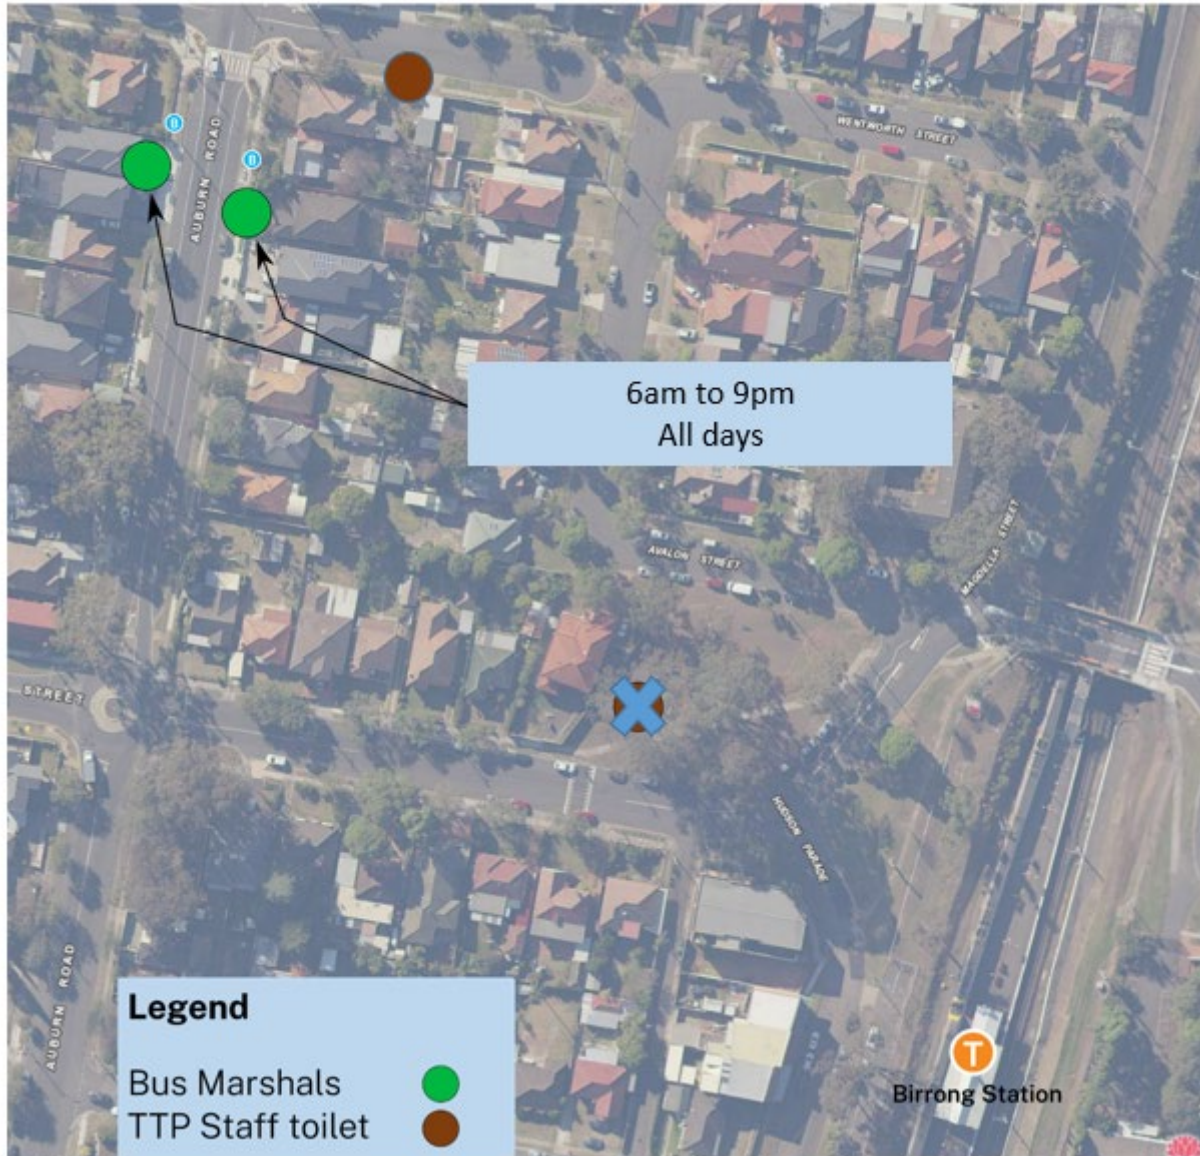 B
B
AUBURN ROAD
WENTWORTH STREET
6am to 9pm
All days
AVALON STREET
MAGDELLA STREET
STREET
HUDSON PARADE
AUBURN ROAD
Legend
Bus Marshals
TTP Staff toilet
T
Birrong Station